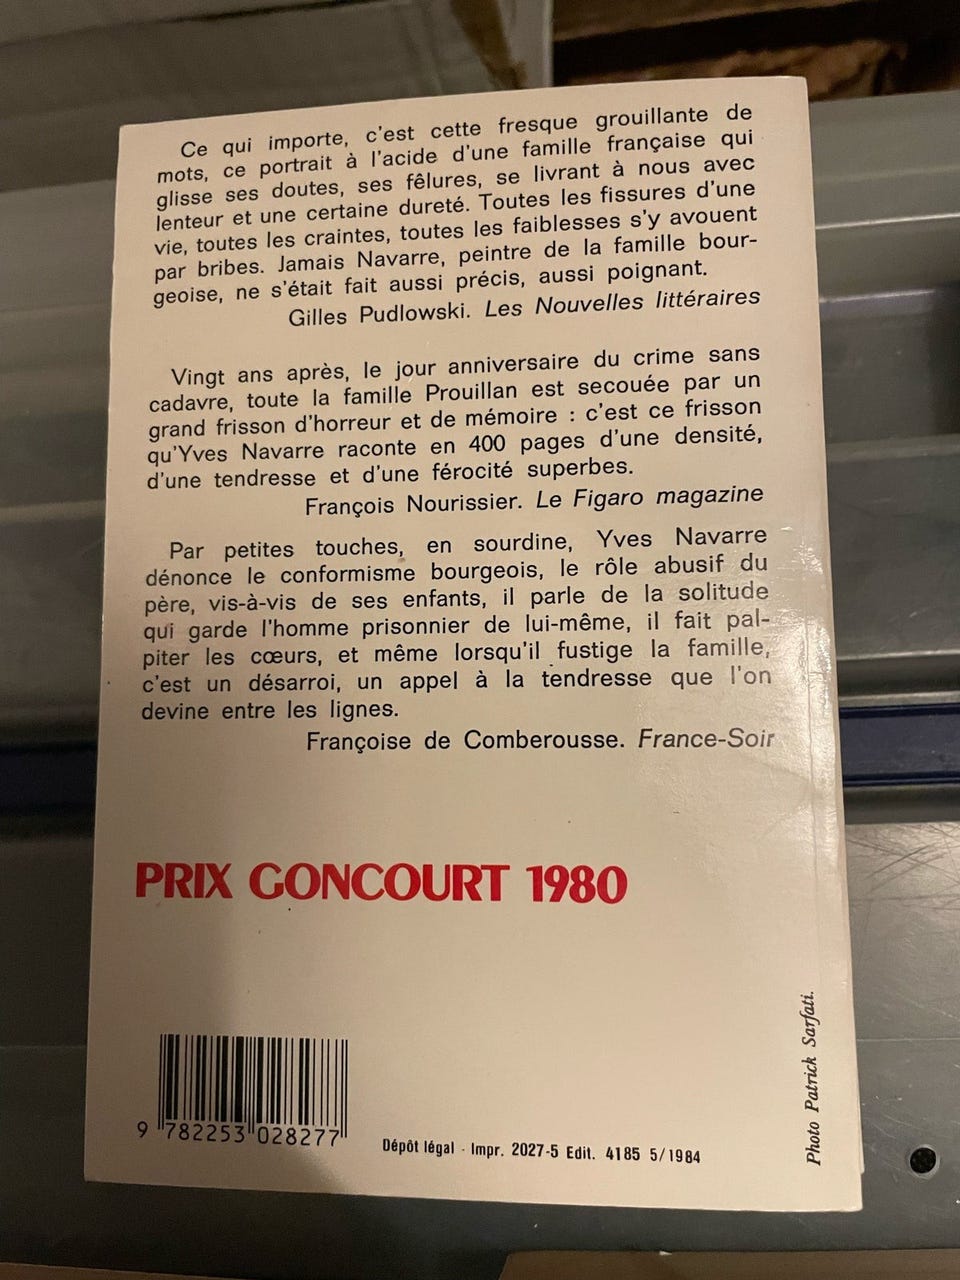 Ce qui importe, c'est cette fresque grouillante de
mots, ce portrait à l'acide d'une famille française qui
glisse ses doutes, ses fêlures, se livrant à nous avec
lenteur et une certaine dureté. Toutes les fissures d'une
vie, toutes les craintes, toutes les faiblesses s'y avouent
par bribes. Jamais Navarre, peintre de la famille bour-
geoise, ne s'était fait aussi précis, aussi poignant.
Gilles Pudlowski. Les Nouvelles littéraires
Vingt ans après, le jour anniversaire du crime sans
cadavre, toute la famille Prouillan est secouée par un
grand frisson d'horreur et de mémoire : c'est ce frisson
qu'Yves Navarre raconte en 400 pages d'une densité,
d'une tendresse et d'une férocité superbes.
François Nourissier. Le Figaro magazine
Par petites touches, en sourdine, Yves Navarre
dénonce le conformisme bourgeois, le rôle abusif du
père, vis-à-vis de ses enfants, il parle de la solitude
qui garde l'homme prisonnier de lui-même, il fait pal-
piter les cœurs, et même lorsqu'il fustige la famille,
c'est un désarroi, un appel à la tendresse que l'on
devine entre les lignes.
Françoise de Comberousse. France-Soir
PRIX GONCOURT 1980
9 782253 028277
Dépôt légal - Impr. 2027-5 Edit. 4185 5/1984
Photo Patrick Sarfati.